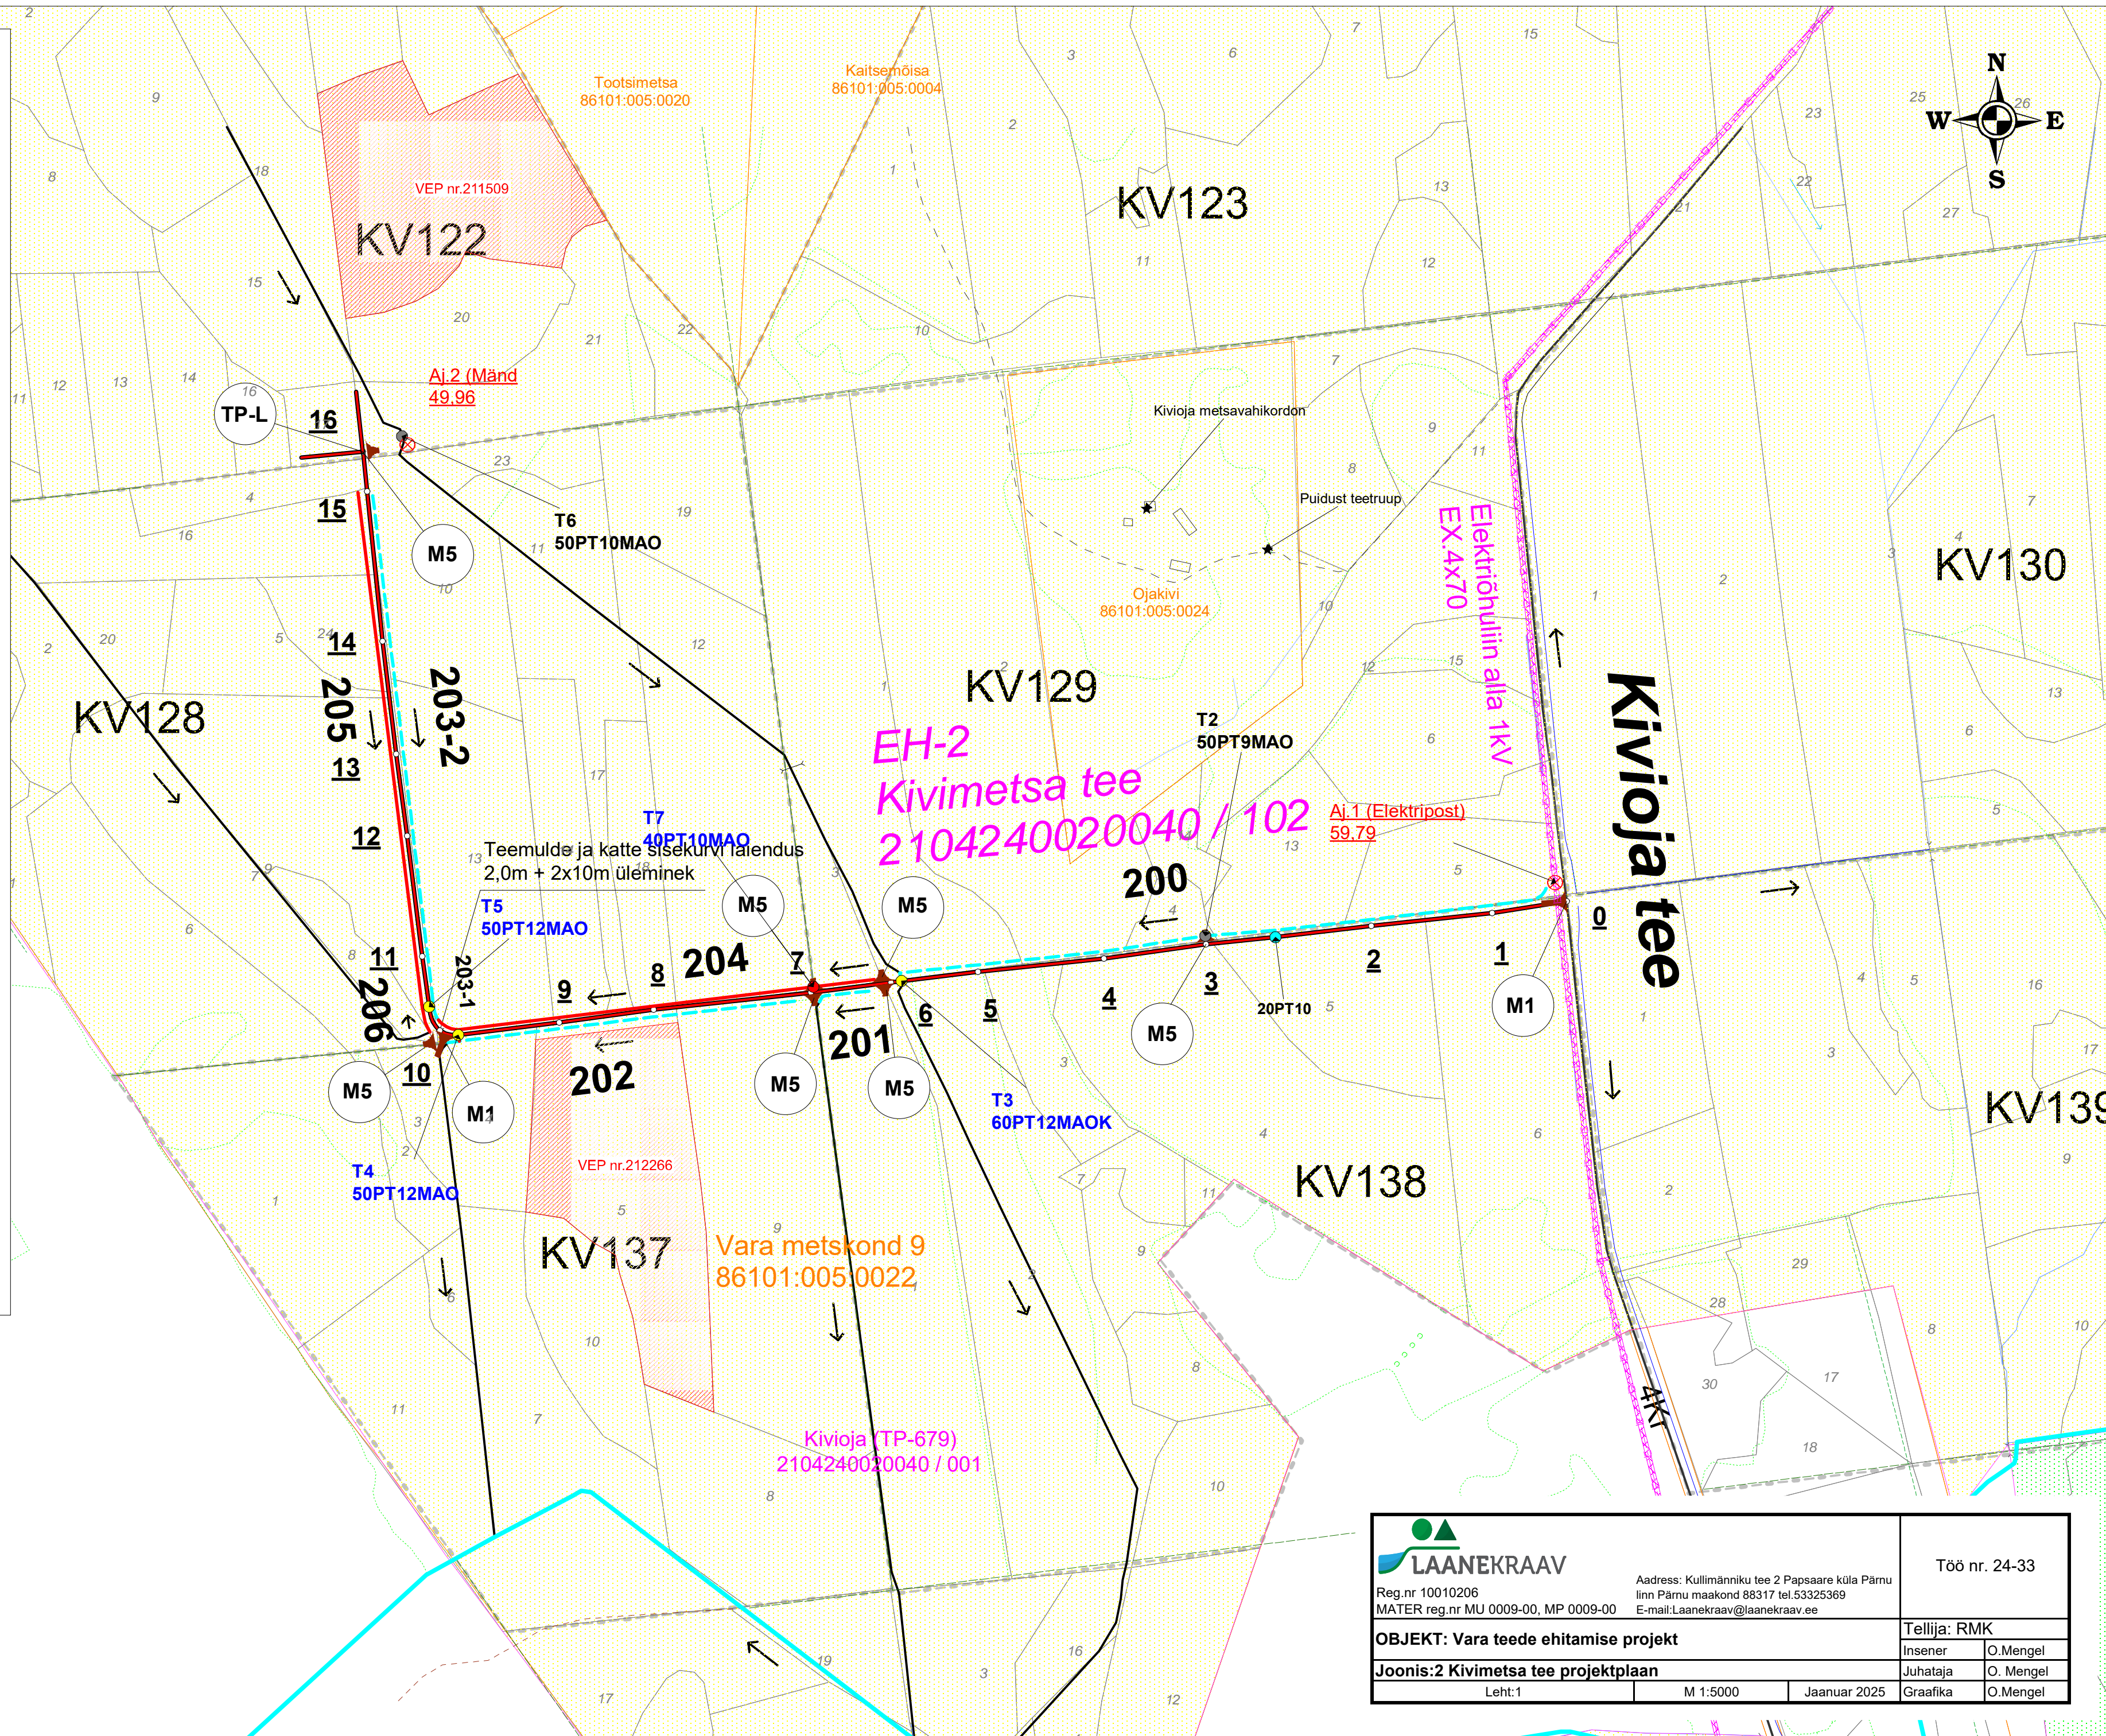 Tootsimetsa
86101:005:0020
Kaitsemõisa
86101:005:0004
N
W
E
S
VEP nr.211509
KV122
KV123
Aj.2 (Mänd
49,96
TP-L
16
15
M5
T6
50PT10MAO
Kivioja metsavahikordon
Puidust teetruup
Ojakivi
86101:005:0024
Elektriõhuliin alla 1kV
EX.4x70
KV130
KV128
KV129
14
205
203-2
13
12
EH-2
Kivimetsa tee
2104240020040 / 102
T2
50PT9MAO
Aj.1 (Elektripost)
59,79
Kivioja tee
T7
40PT10MAO
Teemulde ja katte sisekurvi laiendus
2,0m + 2x10m üleminek
T5
50PT12MAO
M5
M5
200
11
206
203-1
9
8
204
7
201
6
5
4
3
2
1
0
20PT10
M5
M1
10
M5
M1
202
M5
M5
T3
60PT12MAOK
KV139
T4
50PT12MAO
VEP nr.212266
KV138
KV137
Vara metskond 9
86101:005:0022
Kivioja (TP-679)
2104240020040 / 001
4Kr
LAANEKRAAV
Reg.nr 10010206
MATER reg.nr MU 0009-00, MP 0009-00
Aadress: Kullimänniku tee 2 Papsaare küla Pärnu
linn Pärnu maakond 88317 tel.53325369
E-mail:Laanekraav@laanekraav.ee
Töö nr. 24-33
OBJEKT: Vara teede ehitamise projekt
Tellija: RMK
Insener O.Mengel
Joonis:2 Kivimetsa tee projektplaan
Juhataja O. Mengel
Leht:1 M 1:5000 Jaanuar 2025 Graafika O.Mengel